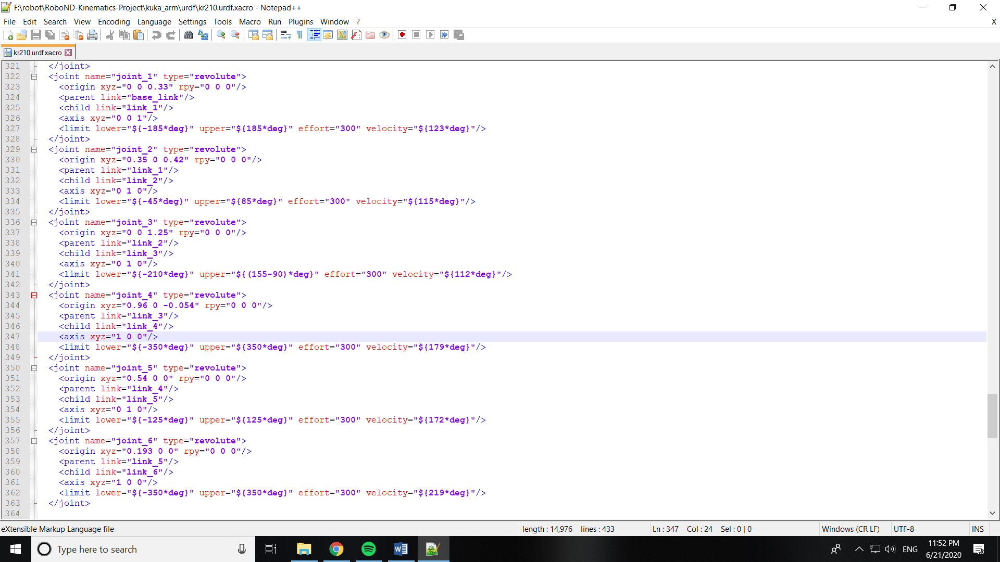 F:\robot\RoboND-Kinematics-Project\kuka_arm\urdf\kr210.urdf.xacro - Notepad++
File Edit Search View Encoding Language Settings Tools Macro Run Plugins Window ? X
kr210.urdf.xacro
321 </joint>
322 <joint name="joint_1" type="revolute">
323 <origin xyz="0 0 0.33" rpy="0 0 0"/>
324 <parent link="base_link"/>
325 <child link="link_1"/>
326 <axis xyz="0 0 1"/>
327 <limit lower="${-185*deg}" upper="${185*deg}" effort="300" velocity="${123*deg}"/>
328 </joint>
329 <joint name="joint_2" type="revolute">
330 <origin xyz="0.35 0 0.42" rpy="0 0 0"/>
331 <parent link="link_1"/>
332 <child link="link_2"/>
333 <axis xyz="0 1 0"/>
334 <limit lower="${-45*deg}" upper="${85*deg}" effort="300" velocity="${115*deg}"/>
335 </joint>
336 <joint name="joint_3" type="revolute">
337 <origin xyz="0 0 1.25" rpy="0 0 0"/>
338 <parent link="link_2"/>
339 <child link="link_3"/>
340 <axis xyz="0 1 0"/>
341 <limit lower="${-210*deg}" upper="${(155-90)*deg}" effort="300" velocity="${112*deg}"/>
342 </joint>
343 <joint name="joint_4" type="revolute">
344 <origin xyz="0.96 0 -0.054" rpy="0 0 0"/>
345 <parent link="link_3"/>
346 <child link="link_4"/>
347 <axis xyz="1 0 0"/>
348 <limit lower="${-350*deg}" upper="${350*deg}" effort="300" velocity="${179*deg}"/>
349 </joint>
350 <joint name="joint_5" type="revolute">
351 <origin xyz="0.54 0 0" rpy="0 0 0"/>
352 <parent link="link_4"/>
353 <child link="link_5"/>
354 <axis xyz="0 1 0"/>
355 <limit lower="${-125*deg}" upper="${125*deg}" effort="300" velocity="${172*deg}"/>
356 </joint>
357 <joint name="joint_6" type="revolute">
358 <origin xyz="0.193 0 0" rpy="0 0 0"/>
359 <parent link="link_5"/>
360 <child link="link_6"/>
361 <axis xyz="1 0 0"/>
362 <limit lower="${-350*deg}" upper="${350*deg}" effort="300" velocity="${219*deg}"/>
363 </joint>
364
eXtensible Markup Language file length : 14,976 lines : 433 Ln : 347 Col : 24 Sel : 0 | 0 Windows (CR LF) UTF-8 INS
Type here to search ENG 11:52 PM
6/21/2020